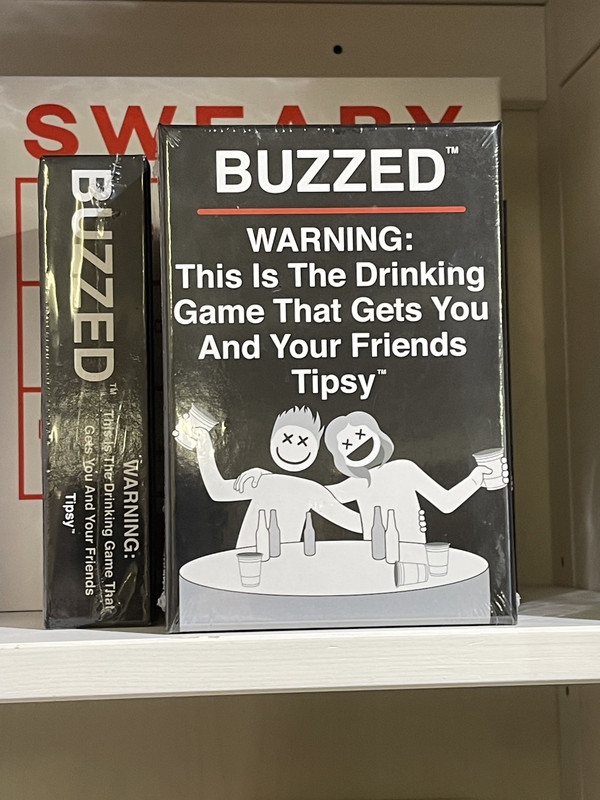 SWEARY
BUZZED™
WARNING:
This Is The Drinking
Game That Gets You
And Your Friends
Tipsy™
BUZZED™
WARNING:
This Is The Drinking Game That
Gets You And Your Friends
Tipsy™